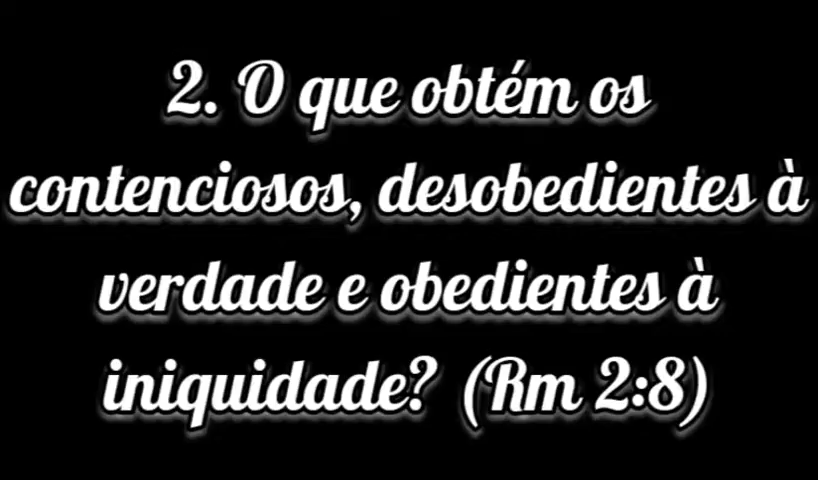 2. O que obtém os
contenciosos, desobedientes à
verdade e obedientes à
iniquidade? (Rm 2:8)